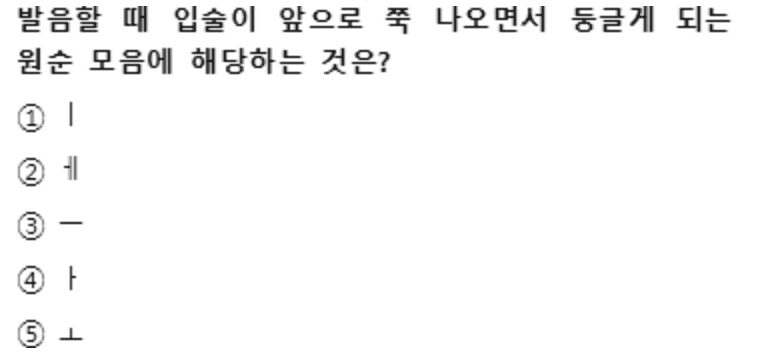 발음할 때 입술이 앞으로 쭉 나오면서 둥글게 되는
원순 모음에 해당하는 것은?
① ㅣ
② ㅔ
③ ㅡ
④ ㅏ
⑤ ㅗ